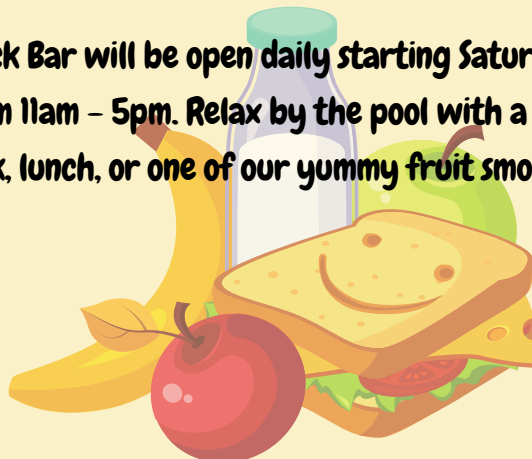 k Bar will be open daily starting Satur
m 11am - 5pm. Relax by the pool with a
k, lunch, or one of our yummy fruit smo